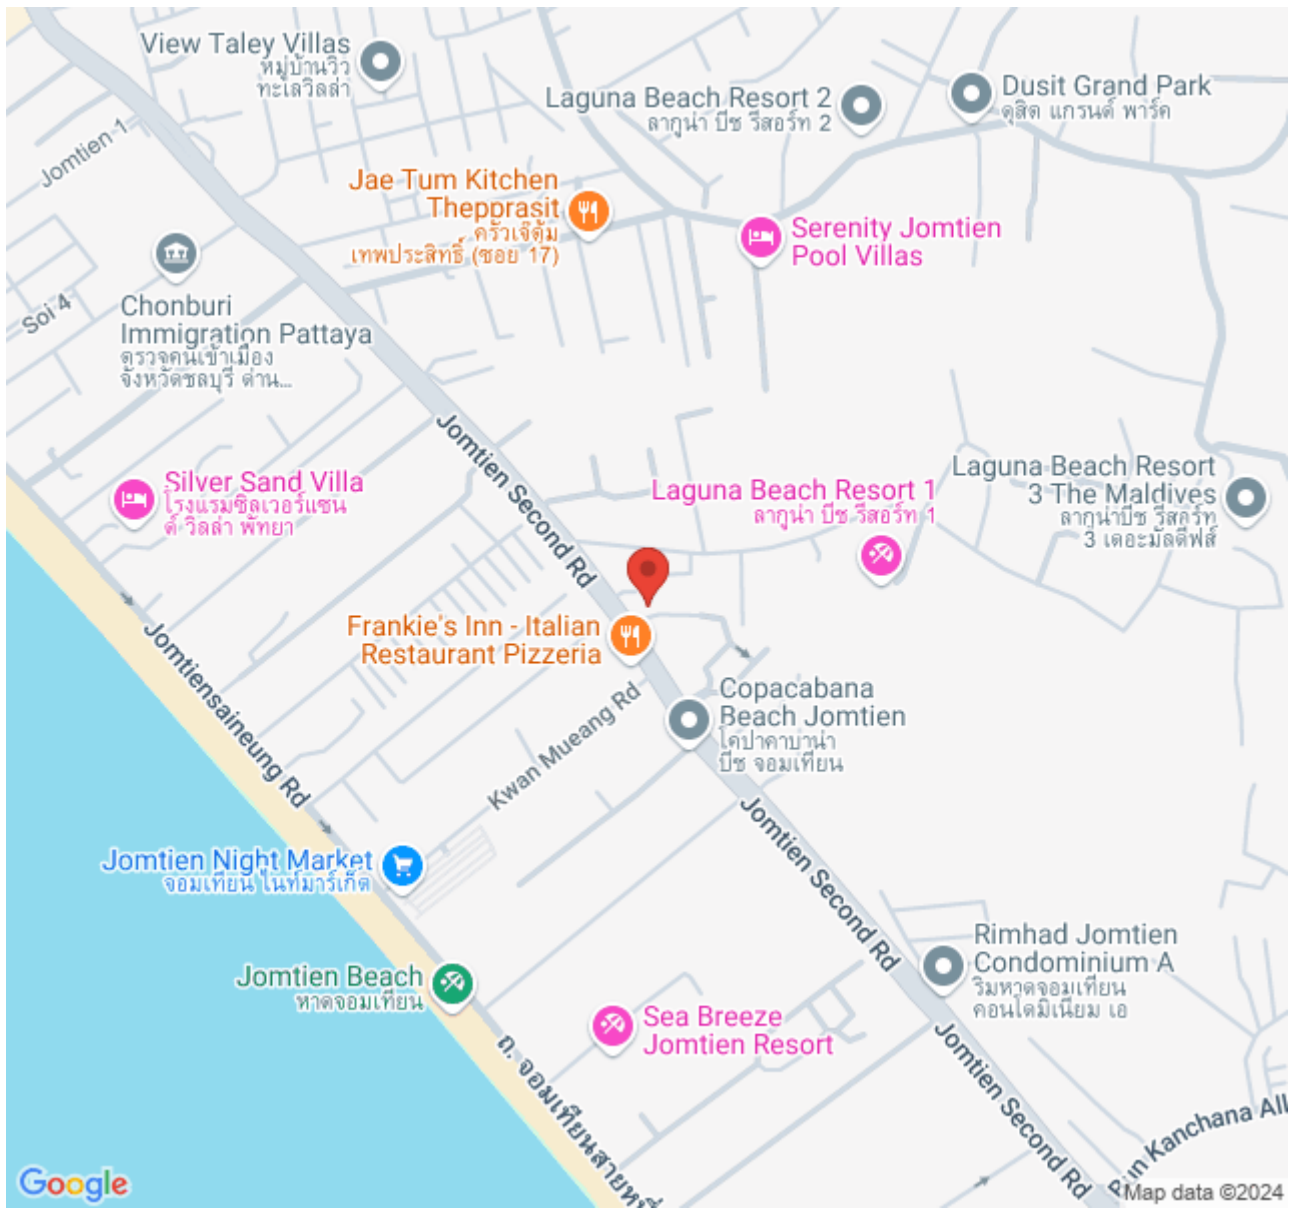 View Taley Villas
หมู่บ้านวิว
ทะเลวิลล่า
Laguna Beach Resort 2
ลากูน่า บีช รีสอร์ท 2
Dusit Grand Park
ดุสิต แกรนด์ พาร์ค
Jomtien 1
Jae Tum Kitchen
Thepprasit
ครัวเจ๊ตุ้ม
เทพประสิทธิ์ (ซอย 17)
Serenity Jomtien
Pool Villas
Soi 4
Chonburi
Immigration Pattaya
ตรวจคนเข้าเมือง
จังหวัดชลบุรี ด่าน...
Jomtien Second Rd
Silver Sand Villa
โรงแรมซิลเวอร์แซน
ด์ วิลล่า พัทยา
Laguna Beach Resort 1
ลากูน่า บีช รีสอร์ท 1
Laguna Beach Resort
3 The Maldives
ลากูน่าบีช รีสอร์ท
3 เดอะมัลดีฟส์
Frankie's Inn - Italian
Restaurant Pizzeria
Jomtiensaineung Rd
Kwan Mueang Rd
Copacabana
Beach Jomtien
โคปาคาบาน่า
บีช จอมเทียน
Jomtien Second Rd
Jomtien Night Market
จอมเทียน ไนท์มาร์เก็ต
Rimhad Jomtien
Condominium A
ริมหาดจอมเทียน
คอนโดมิเนียม เอ
Jomtien Beach
หาดจอมเทียน
Sea Breeze
Jomtien Resort
ถ. จอมเทียนสาย
Jomtien Second Rd
Kanchana All
Google
Map data ©2024